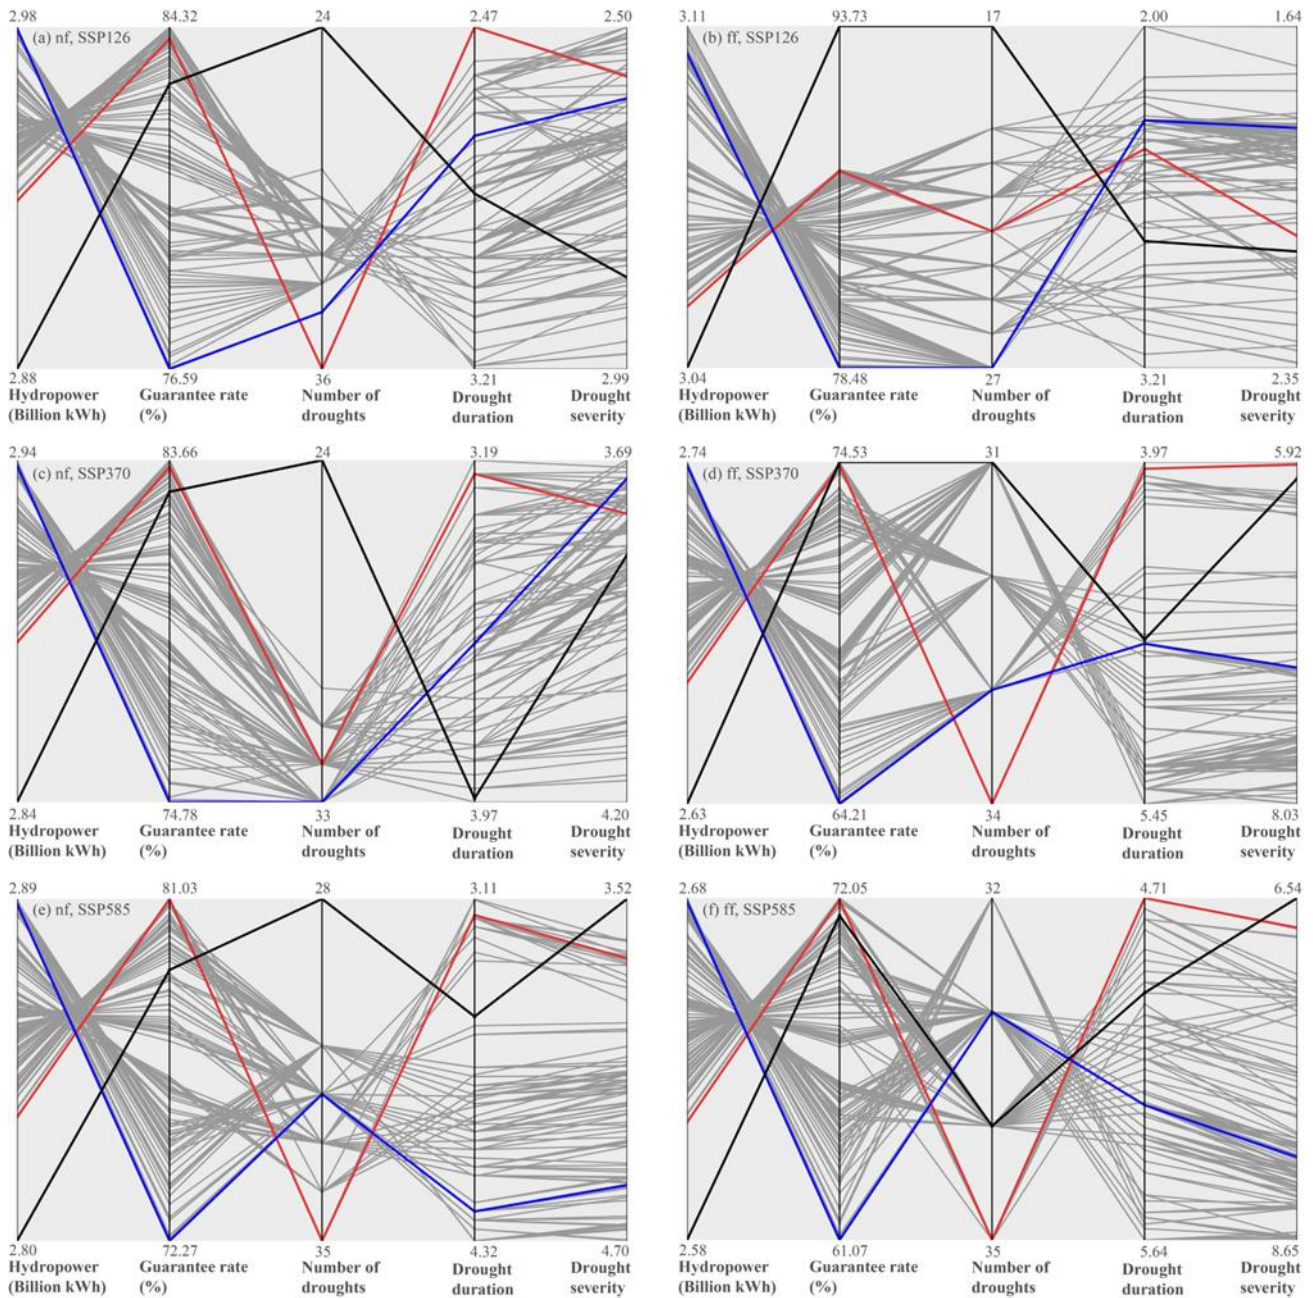 2.98 84.32 24 2.47 2.50
(a) nf, SSP126
2.88 76.59 36 3.21 2.99
Hydropower Guarantee rate Number of Drought Drought
(Billion kWh) (%) droughts duration severity
3.11 93.73 17 2.00 1.64
(b) ff, SSP126
3.04 78.48 27 3.21 2.35
Hydropower Guarantee rate Number of Drought Drought
(Billion kWh) (%) droughts duration severity
2.94 83.66 24 3.19 3.69
(c) nf, SSP370
2.84 74.78 33 3.97 4.20
Hydropower Guarantee rate Number of Drought Drought
(Billion kWh) (%) droughts duration severity
2.74 74.53 31 3.97 5.92
(d) ff, SSP370
2.63 64.21 34 5.45 8.03
Hydropower Guarantee rate Number of Drought Drought
(Billion kWh) (%) droughts duration severity
2.89 81.03 28 3.11 3.52
(e) nf, SSP585
2.80 72.27 35 4.32 4.70
Hydropower Guarantee rate Number of Drought Drought
(Billion kWh) (%) droughts duration severity
2.68 72.05 32 4.71 6.54
(f) ff, SSP585
2.58 61.07 35 5.64 8.65
Hydropower Guarantee rate Number of Drought Drought
(Billion kWh) (%) droughts duration severity